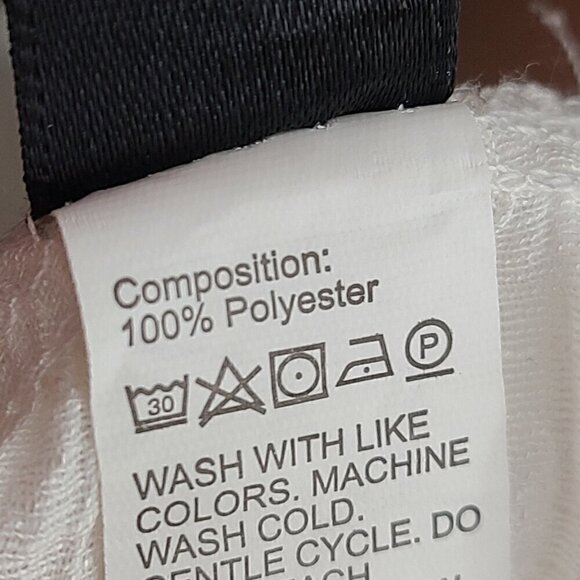 Composition:
100% Polyester
30
P
WASH WITH LIKE
COLORS. MACHINE
WASH COLD.
GENTLE CYCLE. DO